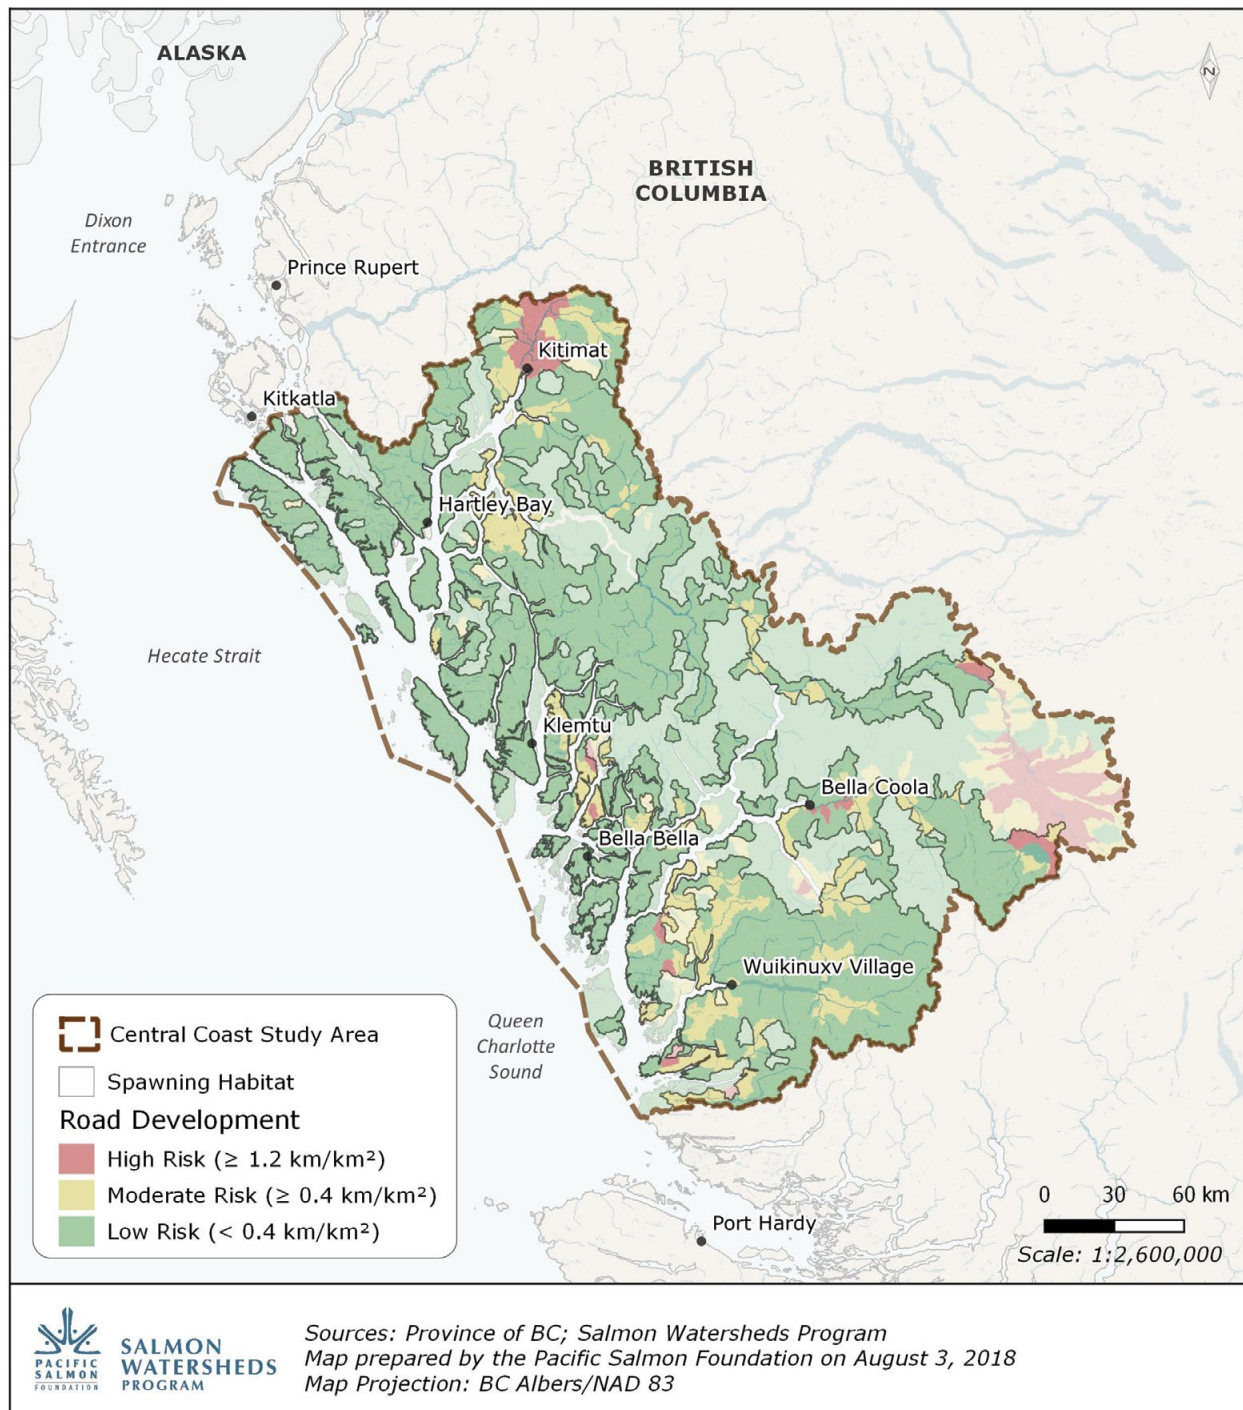 ALASKA
N
BRITISH
COLUMBIA
Dixon
Entrance
Prince Rupert
Kitimat
Kitkatla
Hartley Bay
Hecate Strait
Klemtu
Bella Coola
Bella Bella
Wuikinuxv Village
Queen
Charlotte
Sound
Port Hardy
Central Coast Study Area
Spawning Habitat
Road Development
High Risk (≥ 1.2 km/km²)
Moderate Risk (≥ 0.4 km/km²)
Low Risk (< 0.4 km/km²)
0 30 60 km
Scale: 1:2,600,000
PACIFIC
SALMON
FOUNDATION
SALMON
WATERSHEDS
PROGRAM
Sources: Province of BC; Salmon Watersheds Program
Map prepared by the Pacific Salmon Foundation on August 3, 2018
Map Projection: BC Albers/NAD 83